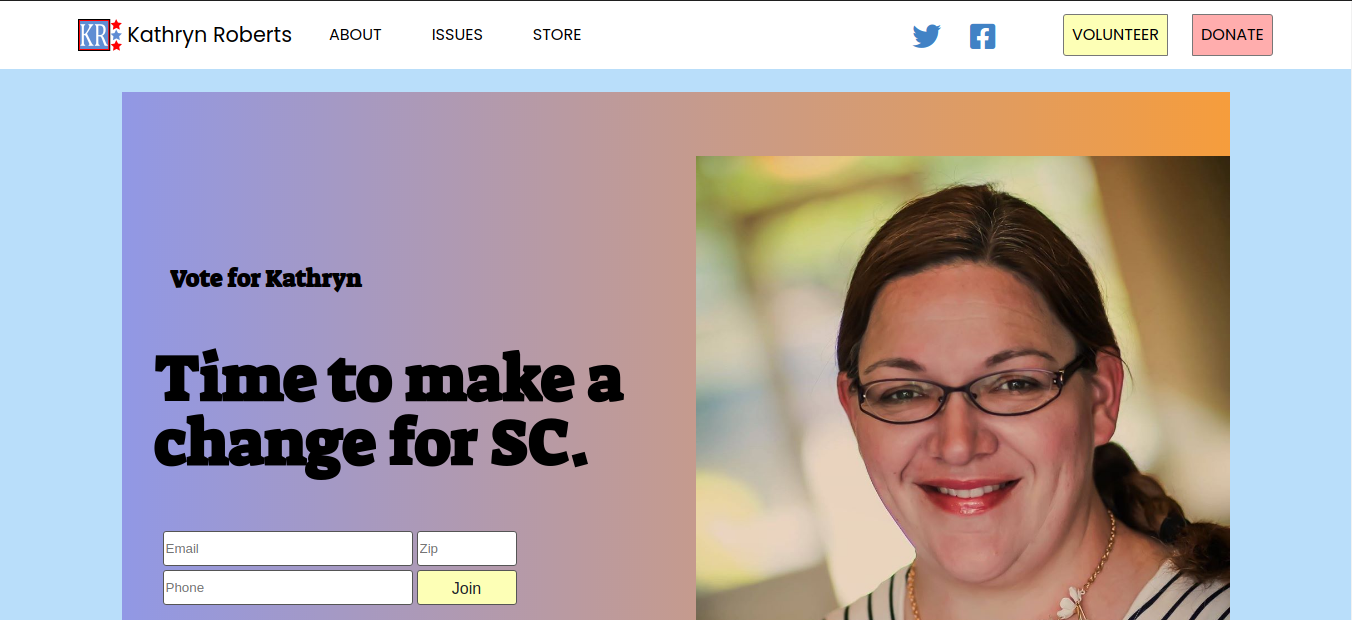 KR Kathryn Roberts ABOUT ISSUES STORE VOLUNTEER DONATE
Vote for Kathryn
Time to make a
change for SC.
Email Zip
Phone Join